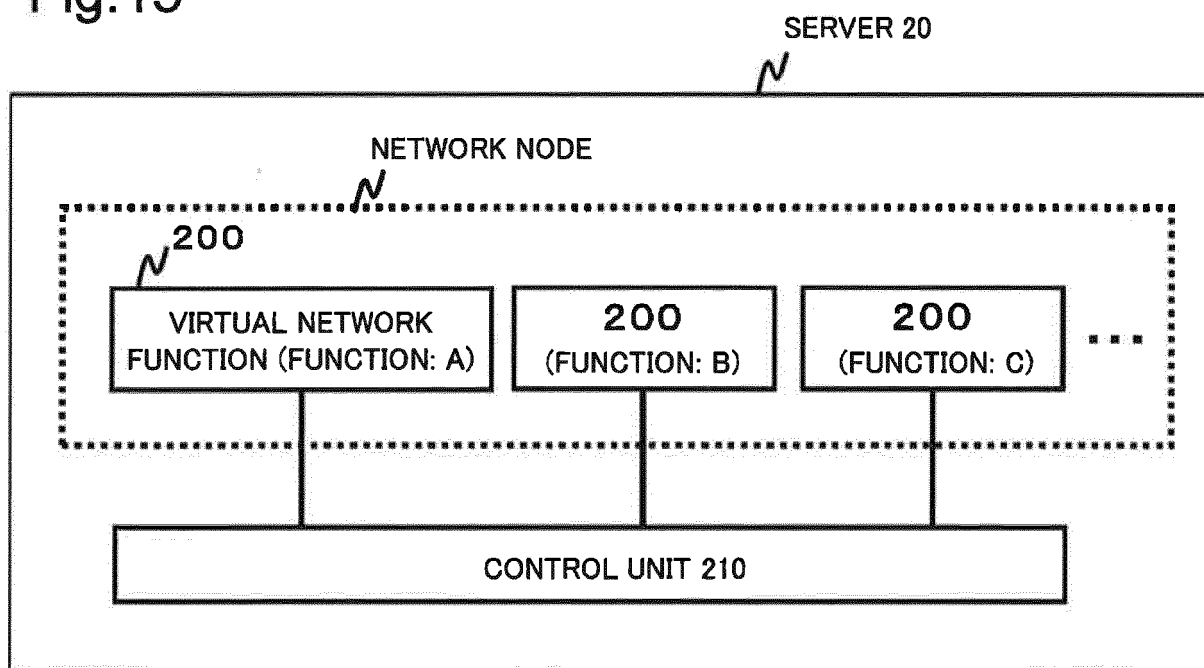 SERVER 20
NETWORK NODE
200
VIRTUAL NETWORK
FUNCTION (FUNCTION: A)
200
(FUNCTION: B)
200
(FUNCTION: C)
CONTROL UNIT 210